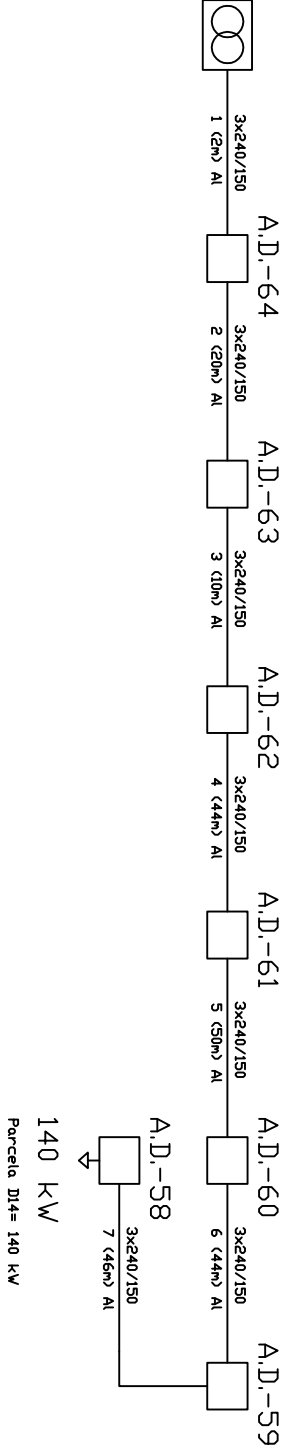 A.D.-64
A.D.-63
A.D.-62
A.D.-61
A.D.-60
A.D.-59
3x240/150
1 (2m) Al
3x240/150
2 (20m) Al
3x240/150
3 (10m) Al
3x240/150
4 (44m) Al
3x240/150
5 (50m) Al
3x240/150
6 (44m) Al
A.D.-58
3x240/150
7 (46m) Al
140 kW
Parcela D14= 140 kW